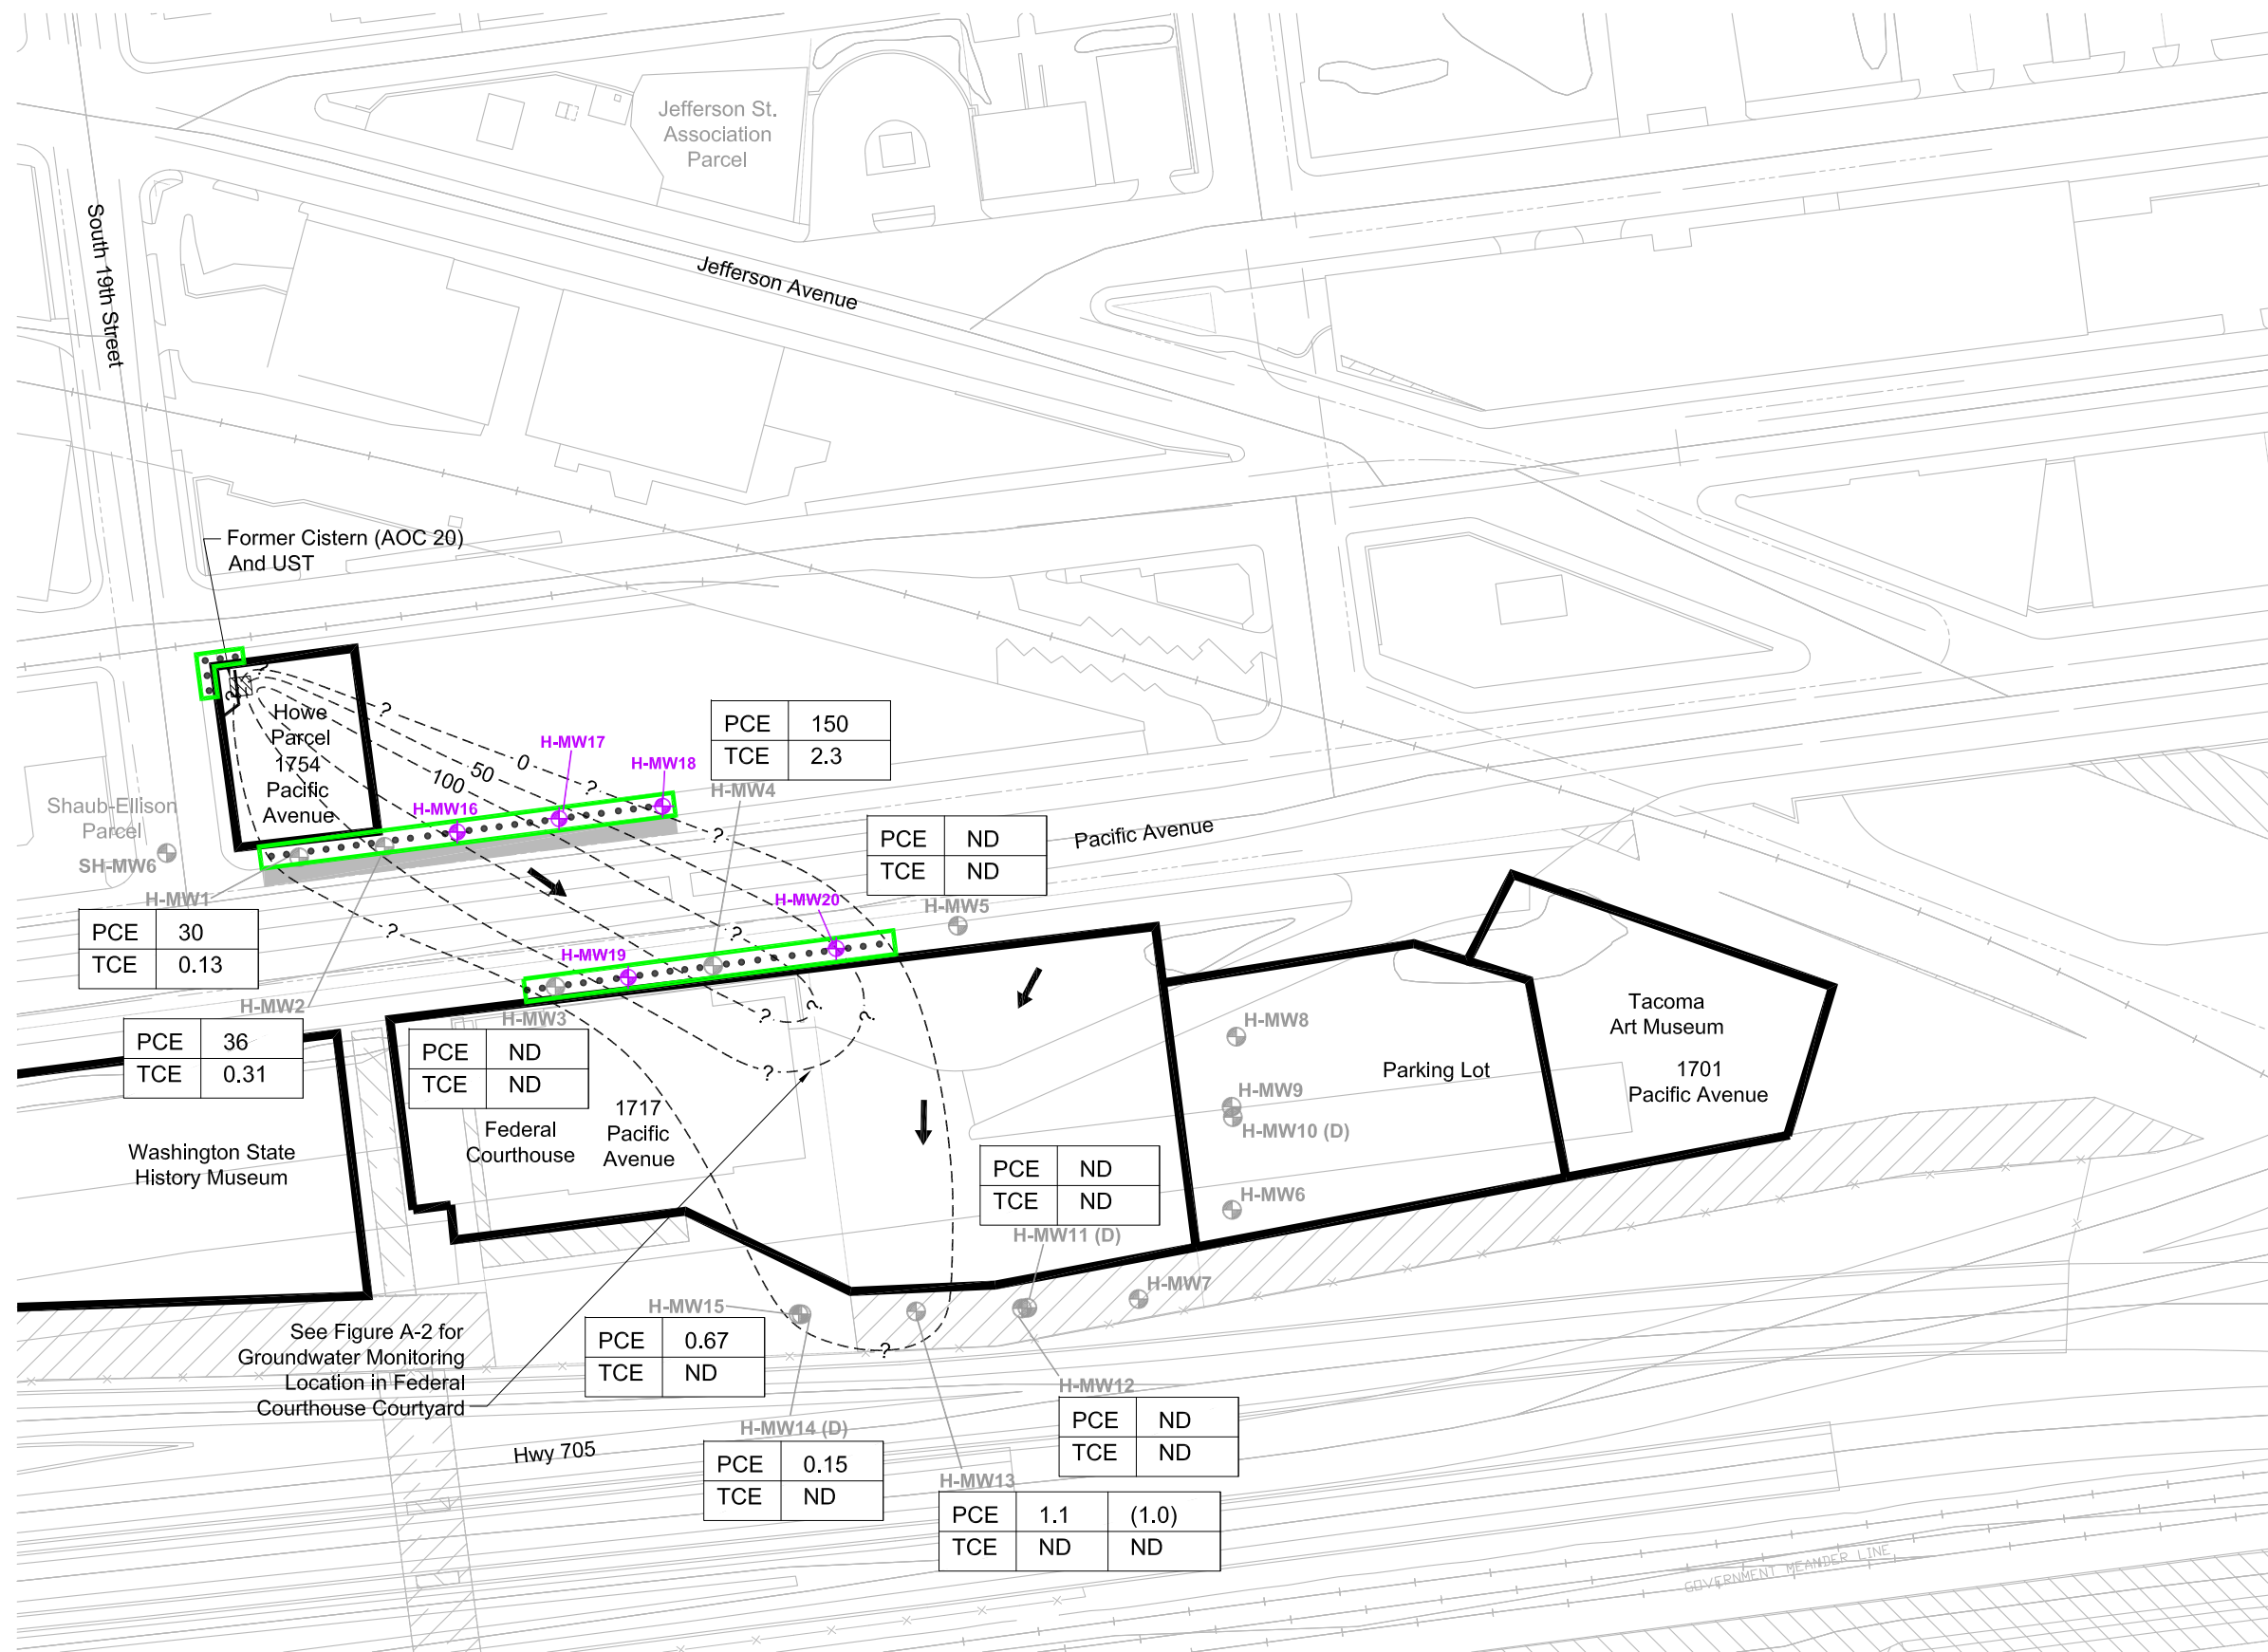 Jefferson St.
Association
Parcel
South 19th Street
Jefferson Avenue
Former Cistern (AOC 20)
And UST
Howe
Parcel
1754
Pacific
Avenue
?
?
?
0
?
50
100
H-MW17
H-MW18
H-MW16
PCE 150
TCE 2.3
H-MW4
Shaub-Ellison
Parcel
SH-MW6
?
PCE ND
TCE ND
Pacific Avenue
H-MW5
H-MW1
PCE 30
TCE 0.13
H-MW20
?
?
H-MW19
H-MW2
PCE 36
TCE 0.31
H-MW3
PCE ND
TCE ND
?
?
?
?
H-MW8
H-MW9
H-MW10 (D)
H-MW6
Parking Lot
Tacoma
Art Museum
1701
Pacific Avenue
1717
Pacific
Avenue
Federal
Courthouse
Washington State
History Museum
PCE ND
TCE ND
H-MW11 (D)
H-MW7
H-MW15
PCE 0.67
TCE ND
?
See Figure A-2 for
Groundwater Monitoring
Location in Federal
Courthouse Courtyard
H-MW12
PCE ND
TCE ND
H-MW14 (D)
PCE 0.15
TCE ND
Hwy 705
H-MW13
PCE 1.1 (1.0)
TCE ND ND
GOVERNMENT MEANDER LINE